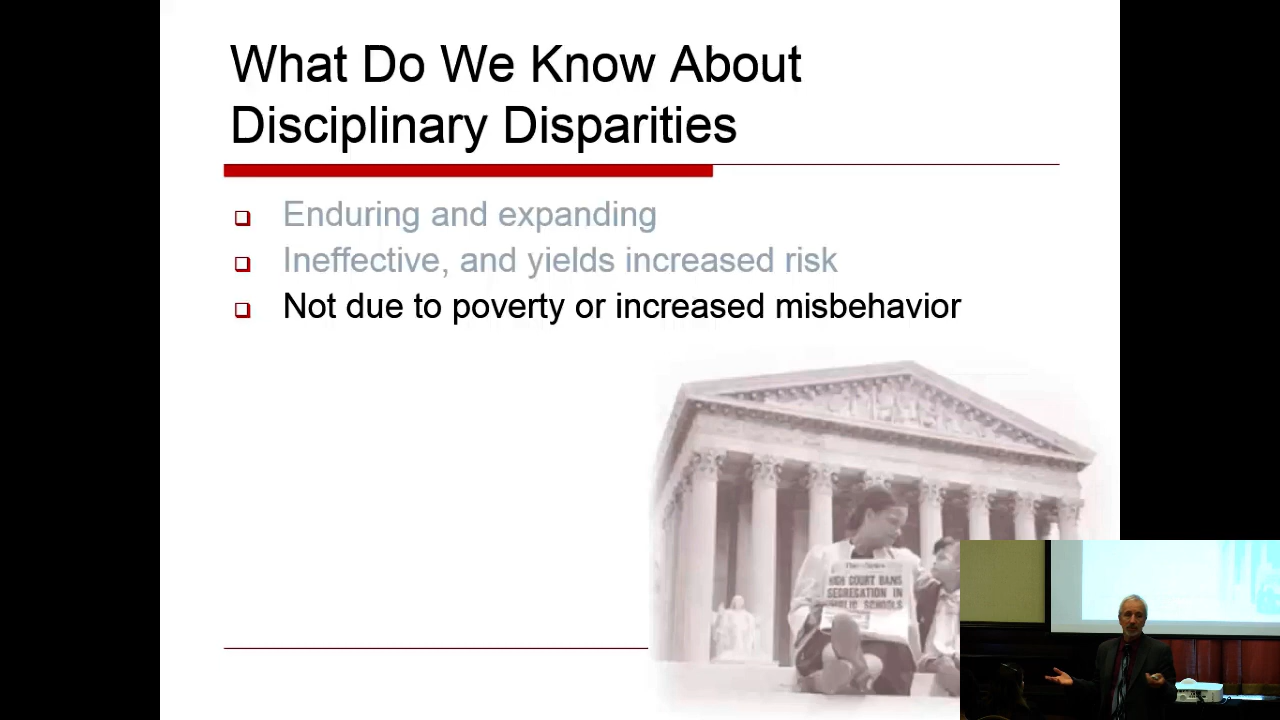 What Do We Know About
Disciplinary Disparities
Enduring and expanding
Ineffective, and yields increased risk
Not due to poverty or increased misbehavior
HIGH COURT BANS
SEGREGATION IN
PUBLIC SCHOOLS